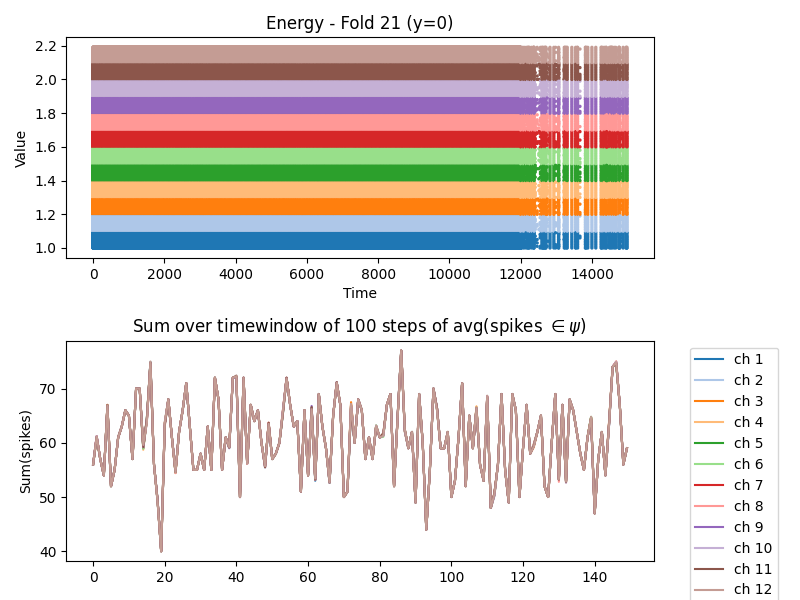 Energy - Fold 21 (y=0)
Value
2.2
2.0
1.8
1.6
1.4
1.2
1.0
0 2000 4000 6000 8000 10000 12000 14000
Time
Sum over timewindow of 100 steps of avg(spikes ∈ψ)
Sum(spikes)
70
60
50
40
0 20 40 60 80 100 120 140
ch 1
ch 2
ch 3
ch 4
ch 5
ch 6
ch 7
ch 8
ch 9
ch 10
ch 11
ch 12